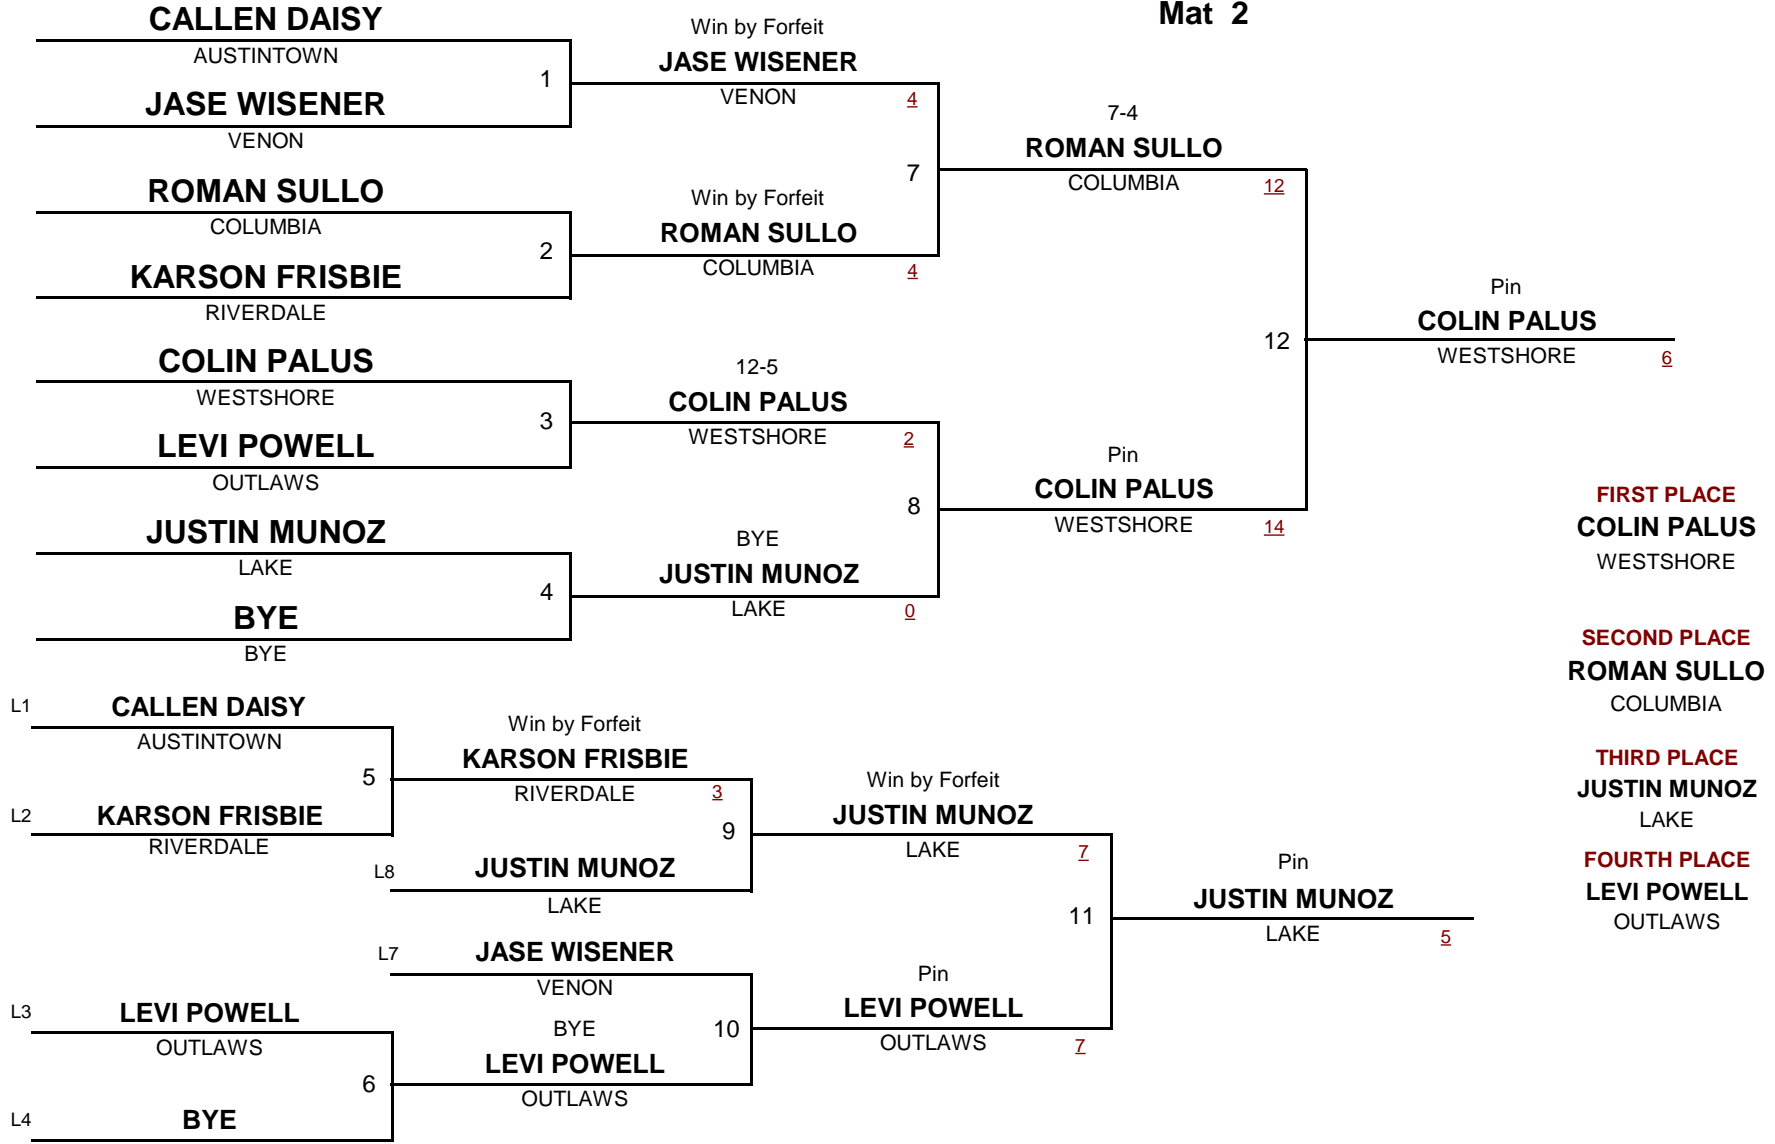 Mat 2
CALLEN DAISY
AUSTINTOWN
1
JASE WISENER
VENON
ROMAN SULLO
COLUMBIA
2
KARSON FRISBIE
RIVERDALE
COLIN PALUS
WESTSHORE
3
LEVI POWELL
OUTLAWS
JUSTIN MUNOZ
LAKE
4
BYE
BYE
Win by Forfeit
JASE WISENER
VENON
4
7
Win by Forfeit
ROMAN SULLO
COLUMBIA
4
12-5
COLIN PALUS
WESTSHORE
2
8
BYE
JUSTIN MUNOZ
LAKE
0
7-4
ROMAN SULLO
COLUMBIA
12
12
Pin
COLIN PALUS
WESTSHORE
14
Pin
COLIN PALUS
WESTSHORE
6
FIRST PLACE
COLIN PALUS
WESTSHORE
SECOND PLACE
ROMAN SULLO
COLUMBIA
THIRD PLACE
JUSTIN MUNOZ
LAKE
FOURTH PLACE
LEVI POWELL
OUTLAWS
L1
CALLEN DAISY
AUSTINTOWN
5
L2
KARSON FRISBIE
RIVERDALE
L3
LEVI POWELL
OUTLAWS
6
L4
BYE
Win by Forfeit
KARSON FRISBIE
RIVERDALE
3
9
L8
JUSTIN MUNOZ
LAKE
L7
JASE WISENER
VENON
BYE
10
LEVI POWELL
OUTLAWS
Win by Forfeit
JUSTIN MUNOZ
LAKE
7
11
Pin
LEVI POWELL
OUTLAWS
7
Pin
JUSTIN MUNOZ
LAKE
5